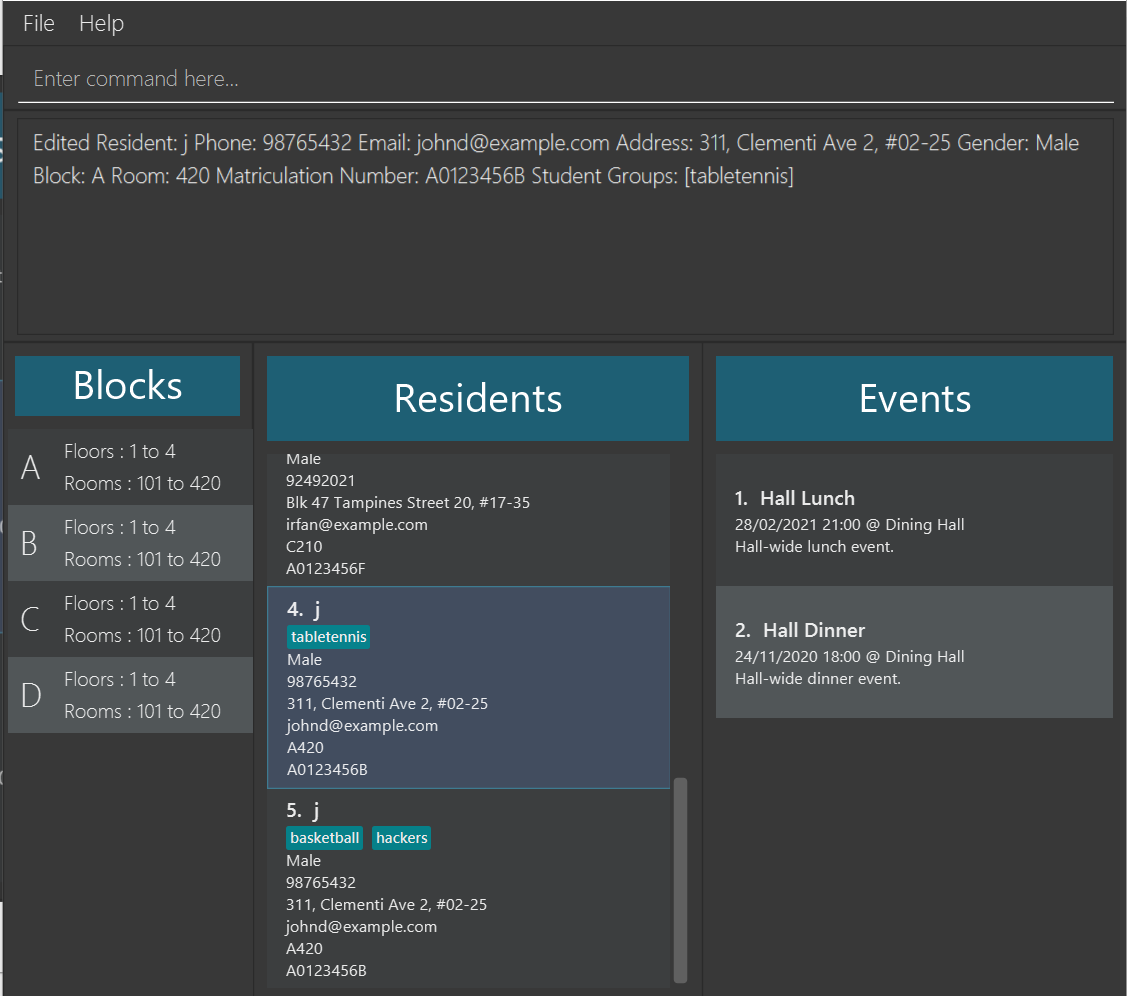 File Help
Enter command here...
Edited Resident: j Phone: 98765432 Email: johnd@example.com Address: 311, Clementi Ave 2, #02-25 Gender: Male
Block: A Room: 420 Matriculation Number: A0123456B Student Groups: [tabletennis]
Blocks
A
Floors : 1 to 4
Rooms : 101 to 420
B
Floors : 1 to 4
Rooms : 101 to 420
C
Floors : 1 to 4
Rooms : 101 to 420
D
Floors : 1 to 4
Rooms : 101 to 420
Residents
Male
92492021
Blk 47 Tampines Street 20, #17-35
irfan@example.com
C210
A0123456F
4. j
tabletennis
Male
98765432
311, Clementi Ave 2, #02-25
johnd@example.com
A420
A0123456B
5. j
basketball hackers
Male
98765432
311, Clementi Ave 2, #02-25
johnd@example.com
A420
A0123456B
Events
1. Hall Lunch
28/02/2021 21:00 @ Dining Hall
Hall-wide lunch event.
2. Hall Dinner
24/11/2020 18:00 @ Dining Hall
Hall-wide dinner event.